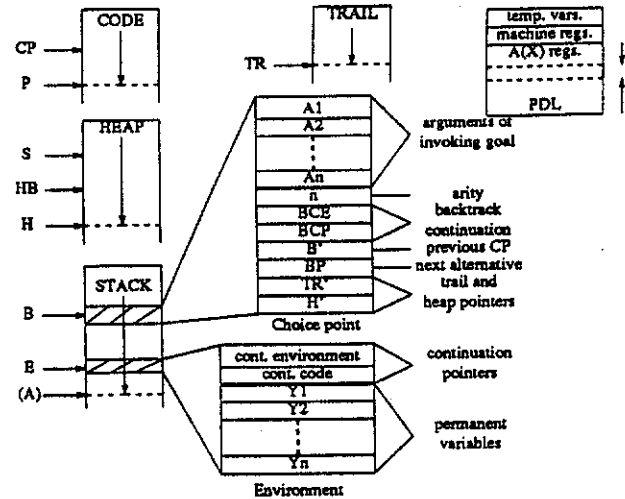 CODE
CP
P
HEAP
S
HB
H
STACK
B
E
(A)
TRAIL
TR
temp. vars.
machine regs.
A(X) regs.
PDL
A1
A2
An
n
BCE
BCP
B'
BP
TR'
H'
Choice point
arguments of
invoking goal
arity
backtrack
continuation
previous CP
next alternative
trail and
heap pointers
cont. environment
cont. code
Y1
Y2
Yn
Environment
continuation
pointers
permanent
variables